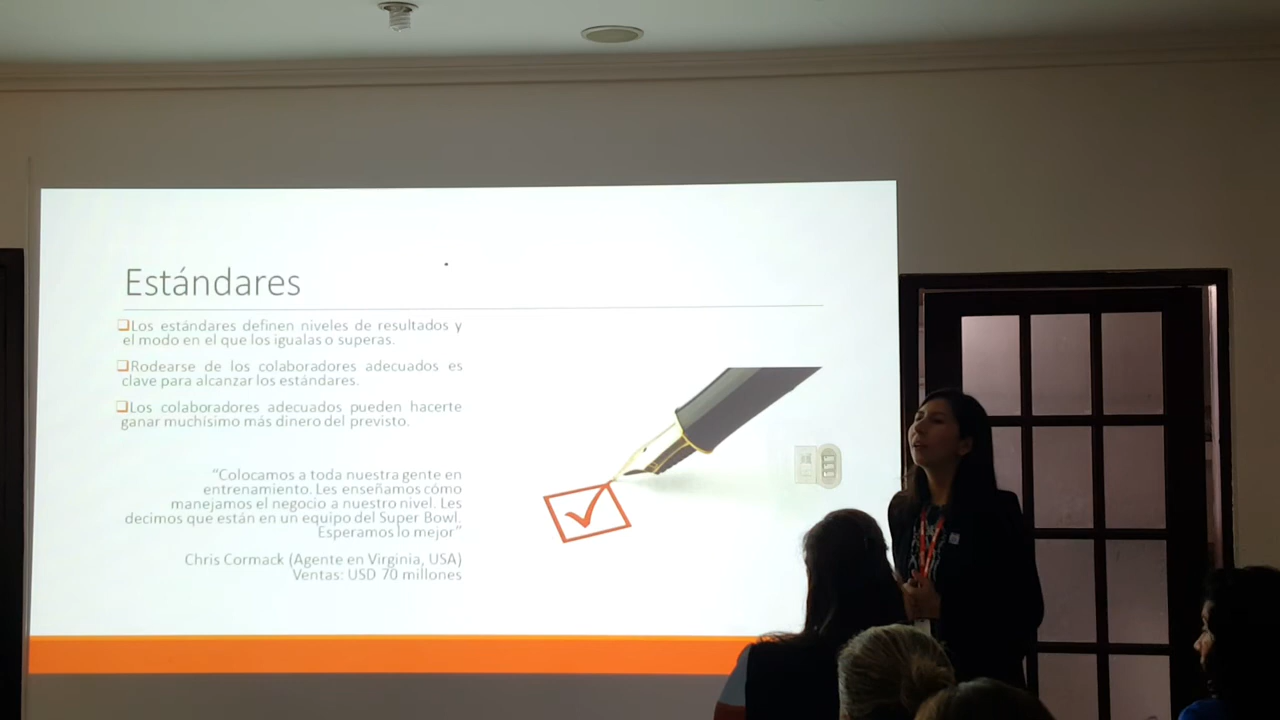 Estándares
Los estándares definen niveles de resultados y
el modo en el que los igualas o superas.
Rodearse de los colaboradores adecuados es
clave para alcanzar los estándares.
Los colaboradores adecuados pueden hacerte
ganar muchísimo más dinero del previsto.
“Colocamos a toda nuestra gente en
entrenamiento. Les enseñamos cómo
manejamos el negocio a nuestro nivel. Les
decimos que están en un equipo del Super Bowl.
Esperamos lo mejor”
Chris Cormack (Agente en Virginia, USA)
Ventas: USD 70 millones